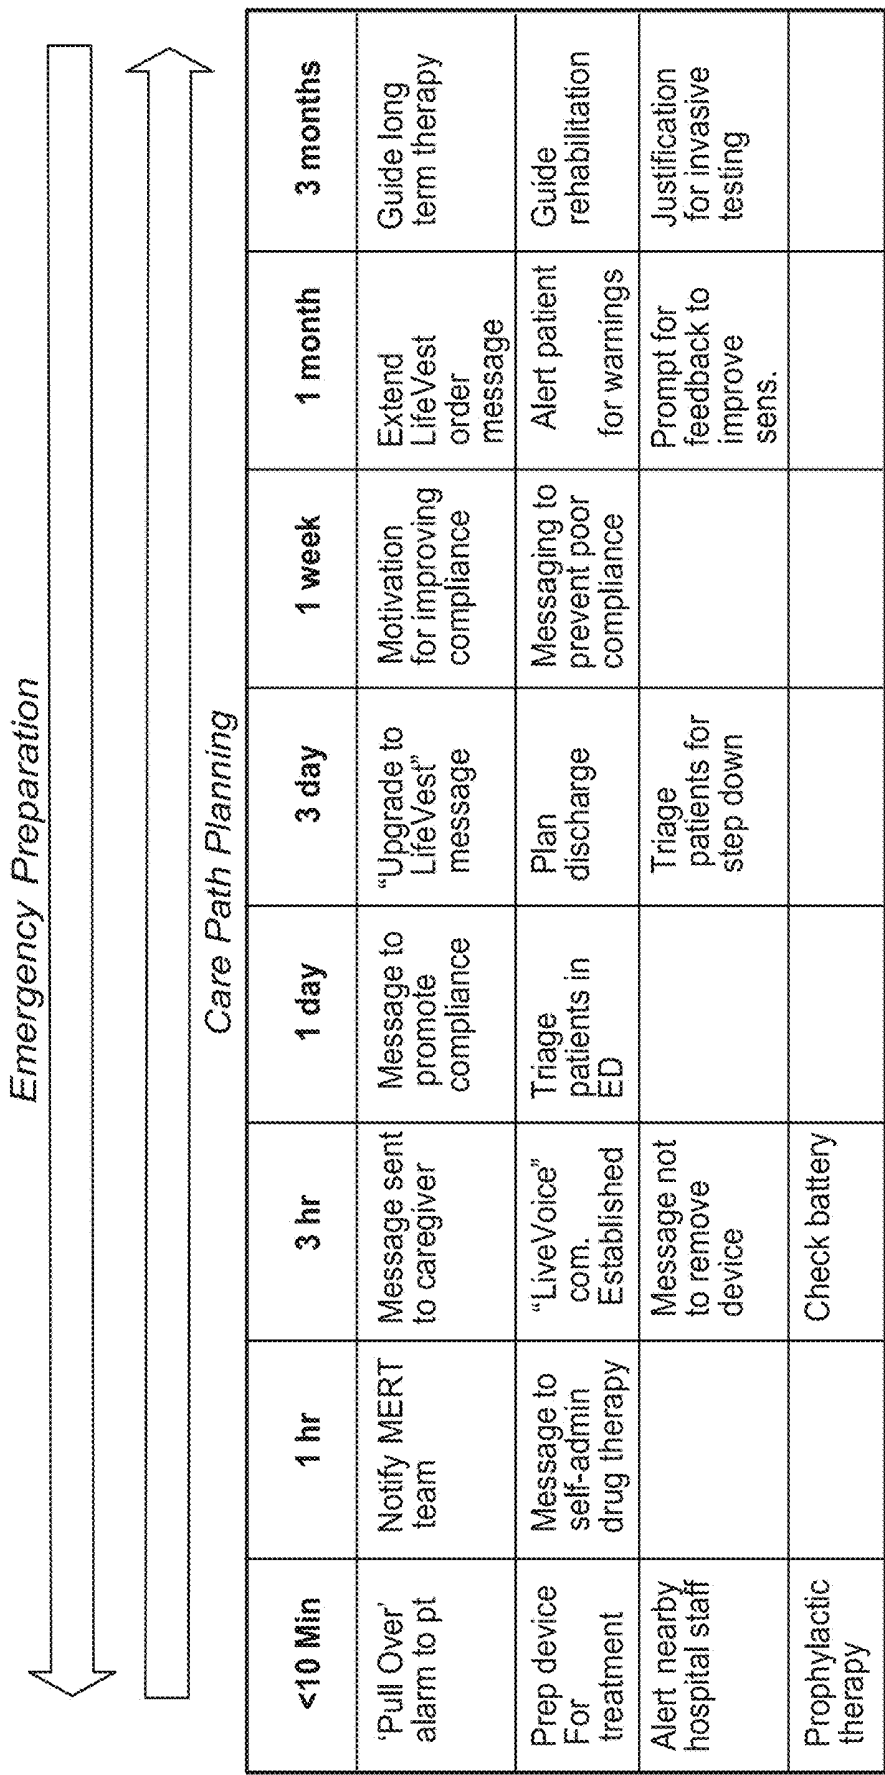 Emergency Preparation
Care Path Planning
<10 Min
1 hr
3 hr
1 day
3 day
1 week
1 month
3 months
'Pull Over'
alarm to pt
Notify MERT
team
Message sent
to caregiver
Message to
promote
compliance
"Upgrade to
LifeVest"
message
Motivation
for improving
compliance
Extend
LifeVest
order
message
Guide long
term therapy
Prep device
For
treatment
Message to
self-admin
drug therapy
"LiveVoice"
com.
Established
Triage
patients in
ED
Plan
discharge
Messaging to
prevent poor
compliance
Alert patient
for warnings
Guide
rehabilitation
Alert nearby
hospital staff
Message not
to remove
device
Triage
patients for
step down
Prompt for
feedback to
improve
sens.
Justification
for invasive
testing
Prophylactic
therapy
Check battery